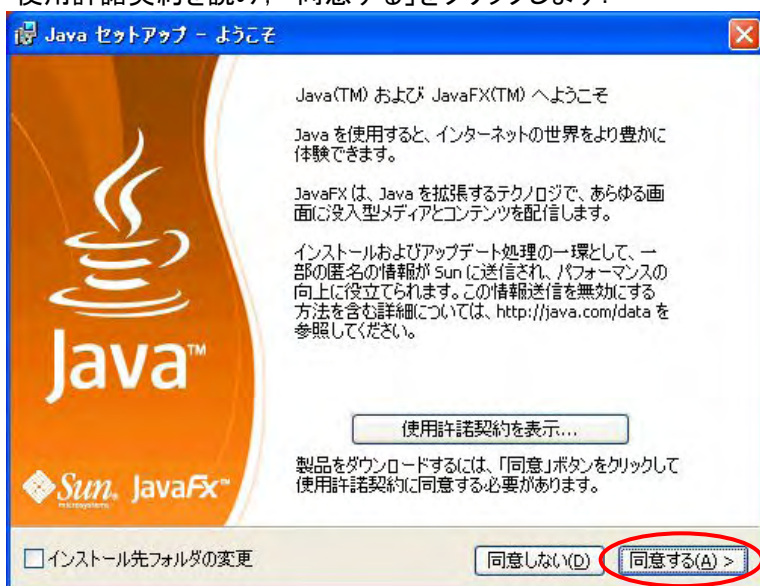 使用許諾契約を読み，「同意する」をクリックします．
Java セットアップ - ようこそ
Java(TM) および JavaFX(TM) へようこそ
Java を使用すると、インターネットの世界をより豊かに
体験できます。
JavaFX は、Java を拡張するテクノロジで、あらゆる画
面に没入型メディアとコンテンツを配信します。
インストールおよびアップデート処理の一環として、一
部の匿名の情報が Sun に送信され、パフォーマンスの
向上に役立てられます。この情報送信を無効にする
方法を含む詳細については、http://java.com/data を
参照してください。
Java™
使用許諾契約を表示...
製品をダウンロードするには、「同意」ボタンをクリックして
使用許諾契約に同意する必要があります。
Sun microsystems JavaFX™
インストール先フォルダの変更
同意しない(D)
同意する(A) >